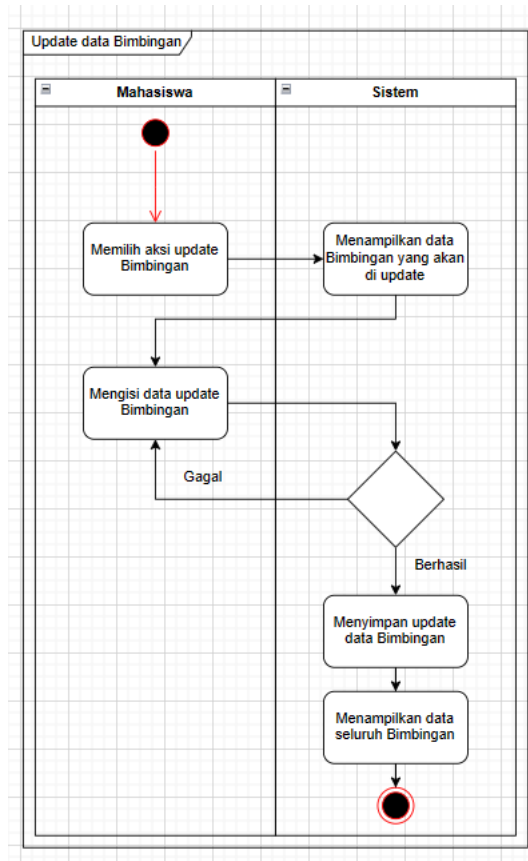 Update data Bimbingan
Mahasiswa
Sistem
Memilih aksi update
Bimbingan
Menampilkan data
Bimbingan yang akan
di update
Mengisi data update
Bimbingan
Gagal
Berhasil
Menyimpan update
data Bimbingan
Menampilkan data
seluruh Bimbingan